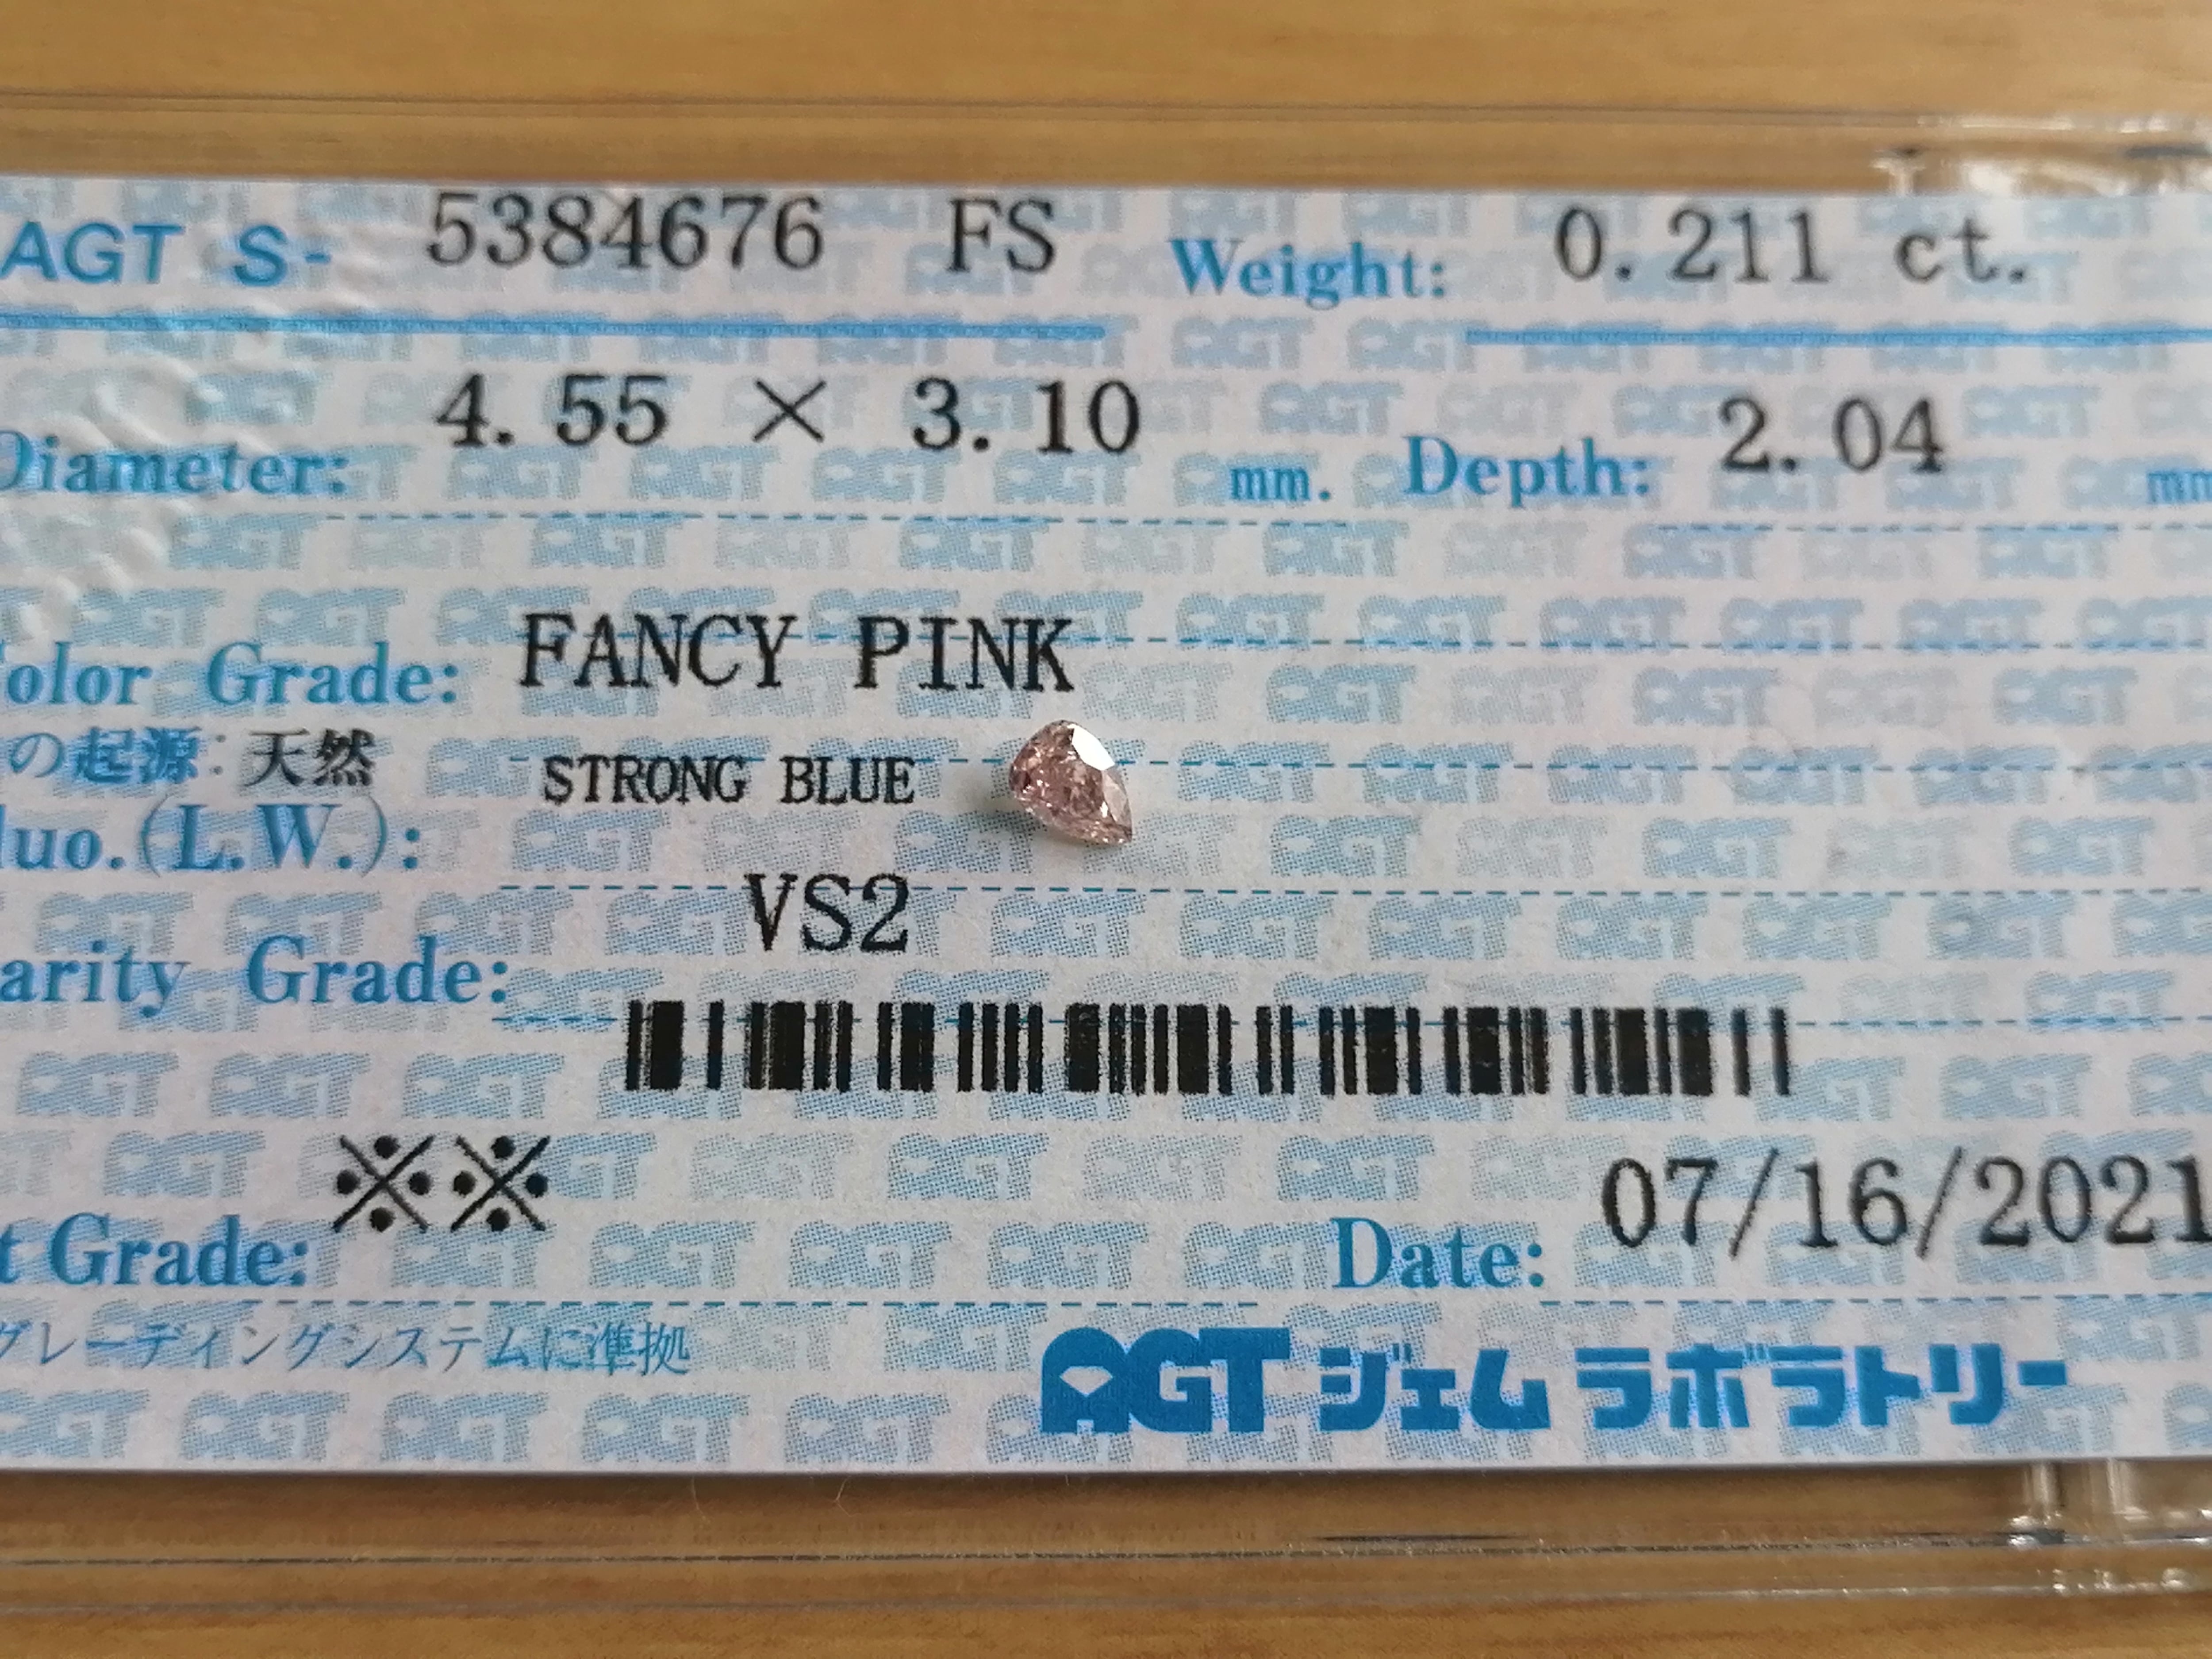 AGT S- 5384676 FS Weight: 0.211 ct.
Diameter: 4.55 × 3.10 mm. Depth: 2.04 mm
olor Grade: FANCY PINK
の起源:天然
luo.(L.W.): STRONG BLUE
arity Grade: VS2
t Grade: ※※ Date: 07/16/2021
グレーディングシステムに準拠
AGT ジェム ラボラトリー